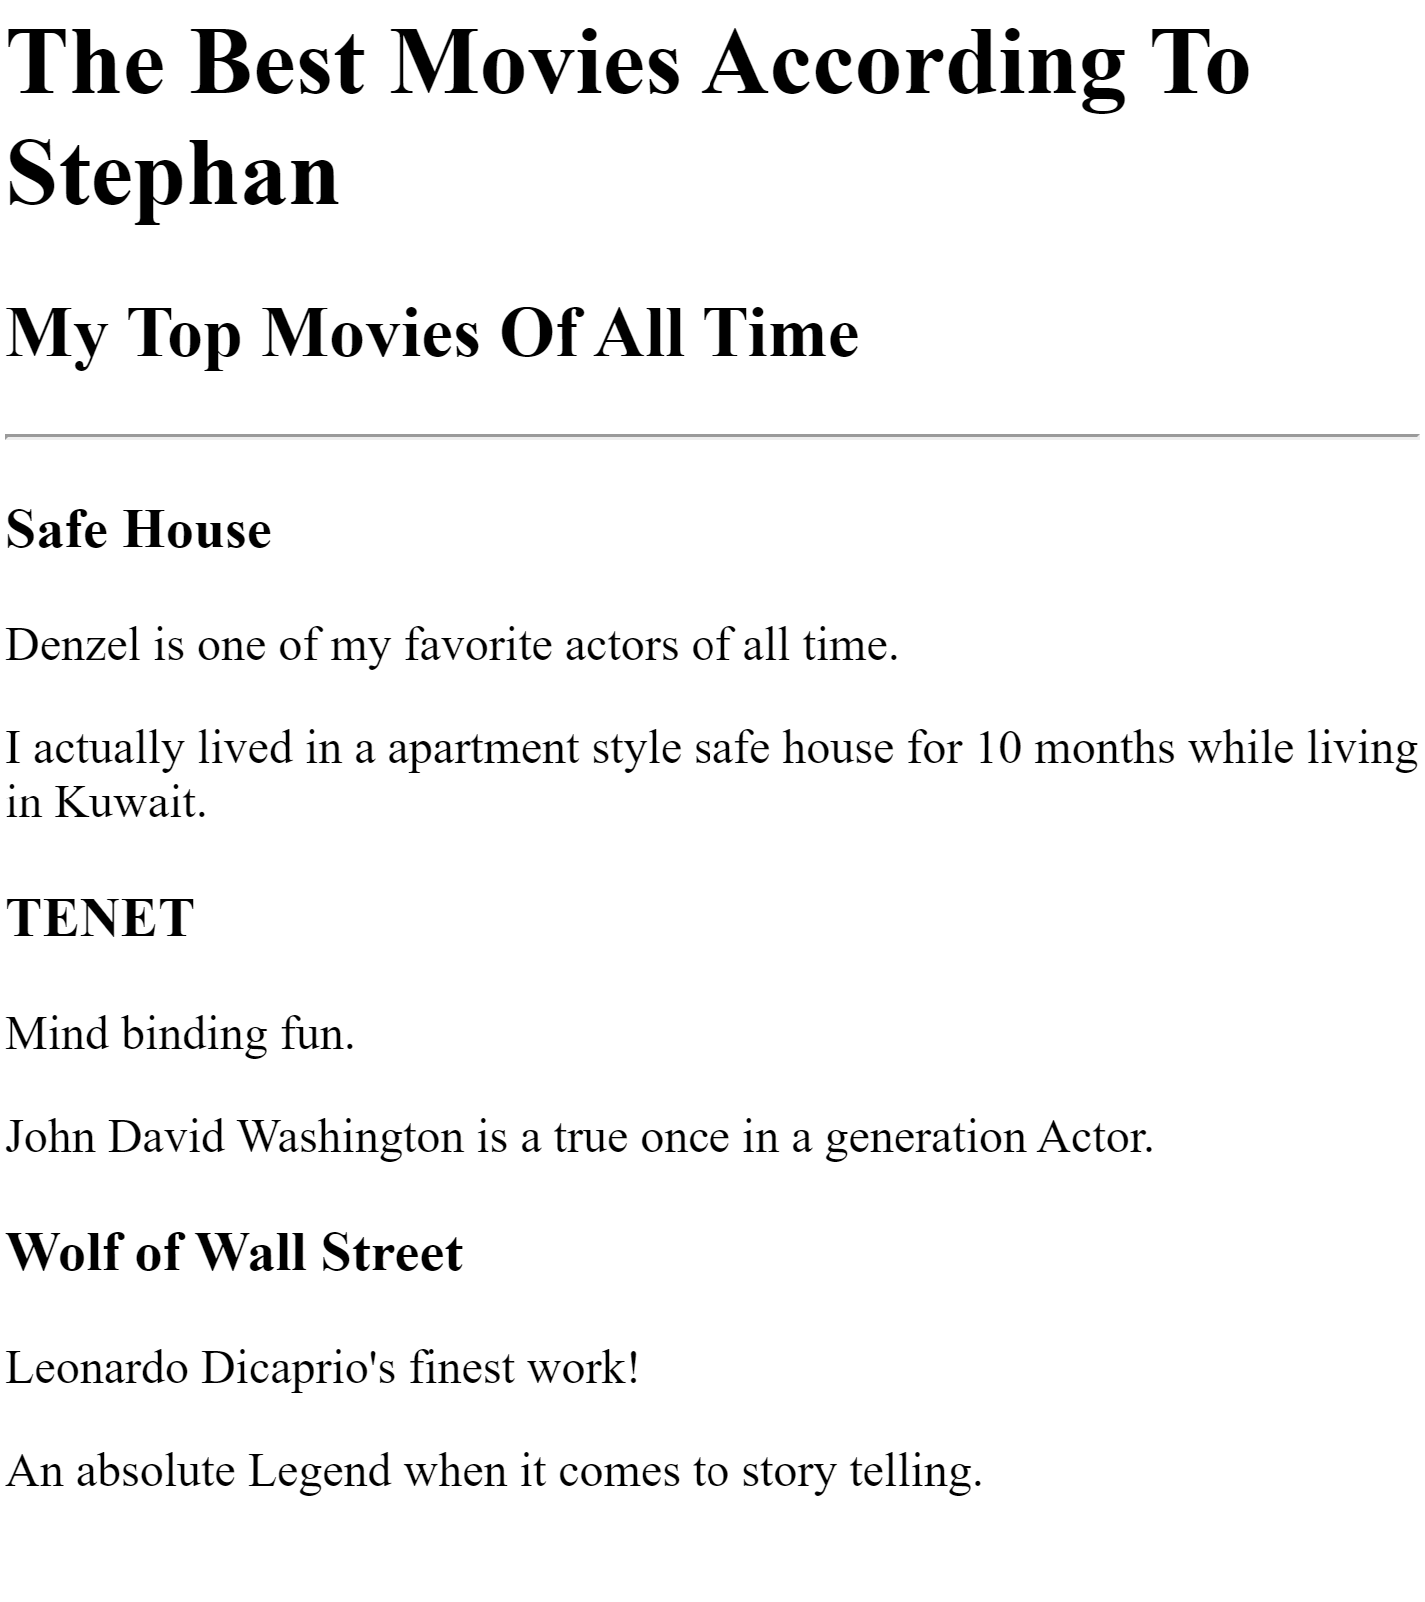 The Best Movies According To
Stephan
My Top Movies Of All Time
Safe House
Denzel is one of my favorite actors of all time.
I actually lived in a apartment style safe house for 10 months while living
in Kuwait.
TENET
Mind binding fun.
John David Washington is a true once in a generation Actor.
Wolf of Wall Street
Leonardo Dicaprio's finest work!
An absolute Legend when it comes to story telling.